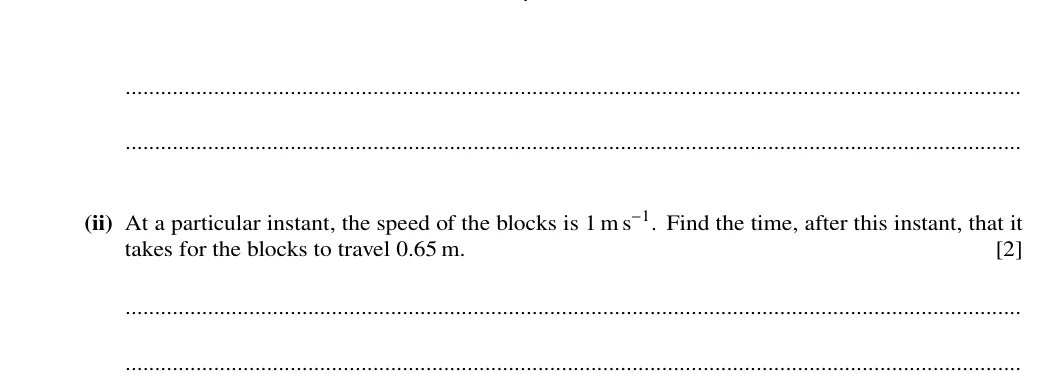 ................................................................................................................................................
................................................................................................................................................
(ii) At a particular instant, the speed of the blocks is 1 m s⁻¹. Find the time, after this instant, that it
takes for the blocks to travel 0.65 m. [2]
................................................................................................................................................
................................................................................................................................................